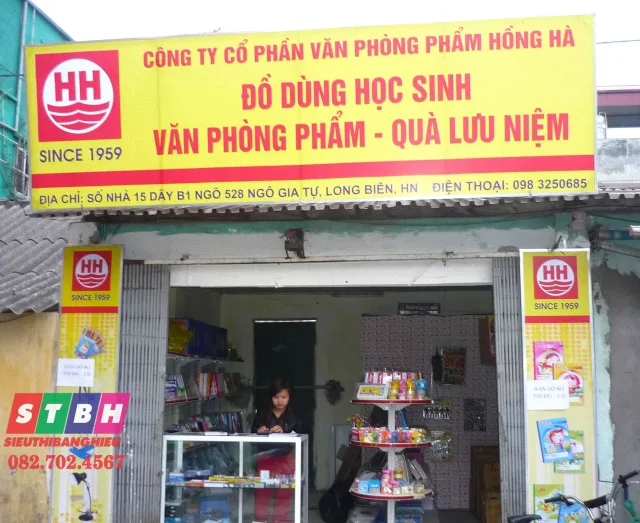 HH
SINCE 1959
CÔNG TY CỔ PHẦN VĂN PHÒNG PHẨM HỒNG HÀ
ĐỒ DÙNG HỌC SINH
VĂN PHÒNG PHẨM - QUÀ LƯU NIỆM
ĐỊA CHỈ: SỐ NHÀ 15 DÃY B1 NGÕ 528 NGÔ GIA TỰ, LONG BIÊN, HN ĐIỆN THOẠI: 098 3250685
HH
SINCE 1959
HH
SINCE 1959
STBH
SIEUTHIBANGHIEU
082.702.4567